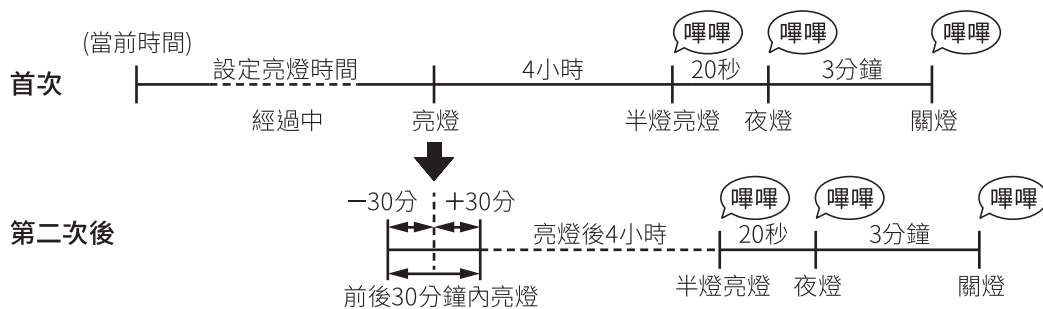 嗶嗶 嗶嗶 嗶嗶
(當前時間)
首次 設定亮燈時間 4小時 20秒 3分鐘
經過中 亮燈 半燈亮燈 夜燈 關燈
嗶嗶 嗶嗶 嗶嗶
−30分 +30分
第二次後 亮燈後4小時 20秒 3分鐘
半燈亮燈 夜燈 關燈
前後30分鐘內亮燈